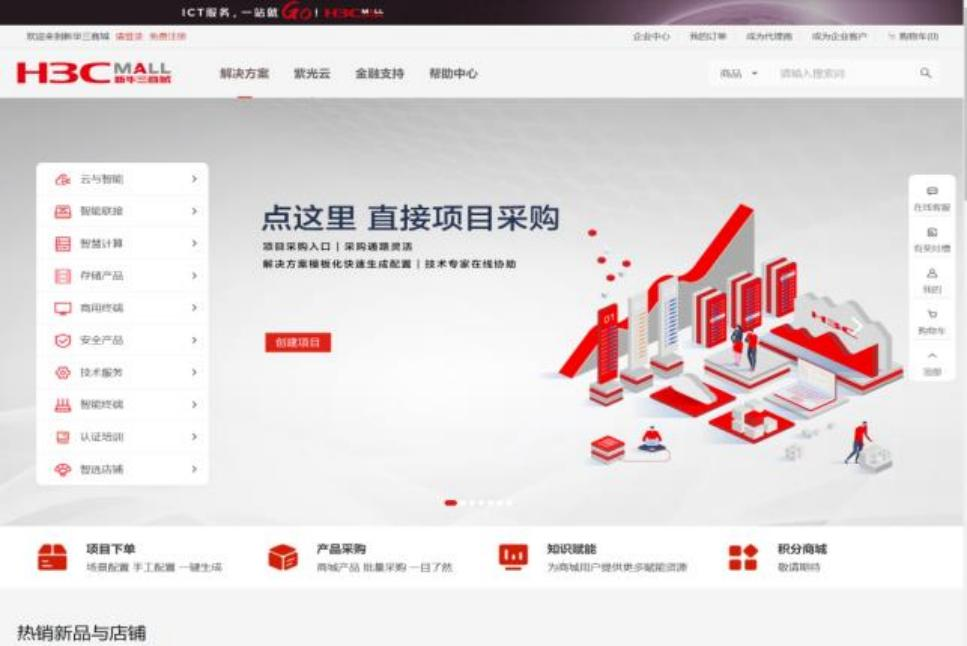 ICT服务，一站就GO！H3C MALL
欢迎来到新华三商城 请登录 免费注册
企业中心 我的订单 成为代理商 成为企业客户 购物车(0)
H3C MALL
新华三商城
解决方案 紫光云 金融支持 帮助中心
商品 请输入搜索词
云与智能
智能联接
智慧计算
存储产品
商用终端
安全产品
技术服务
智能终端
认证培训
智选店铺
点这里 直接项目采购
项目采购入口 | 采购通路灵活
解决方案模板化快速生成配置 | 技术专家在线协助
创建项目
01
H3C
在线客服
有奖吐槽
我的
购物车
顶部
项目下单
场景配置 手工配置 一键生成
产品采购
商城产品 批量采购 一目了然
知识赋能
为商城用户提供更多赋能资源
积分商城
敬请期待
热销新品与店铺